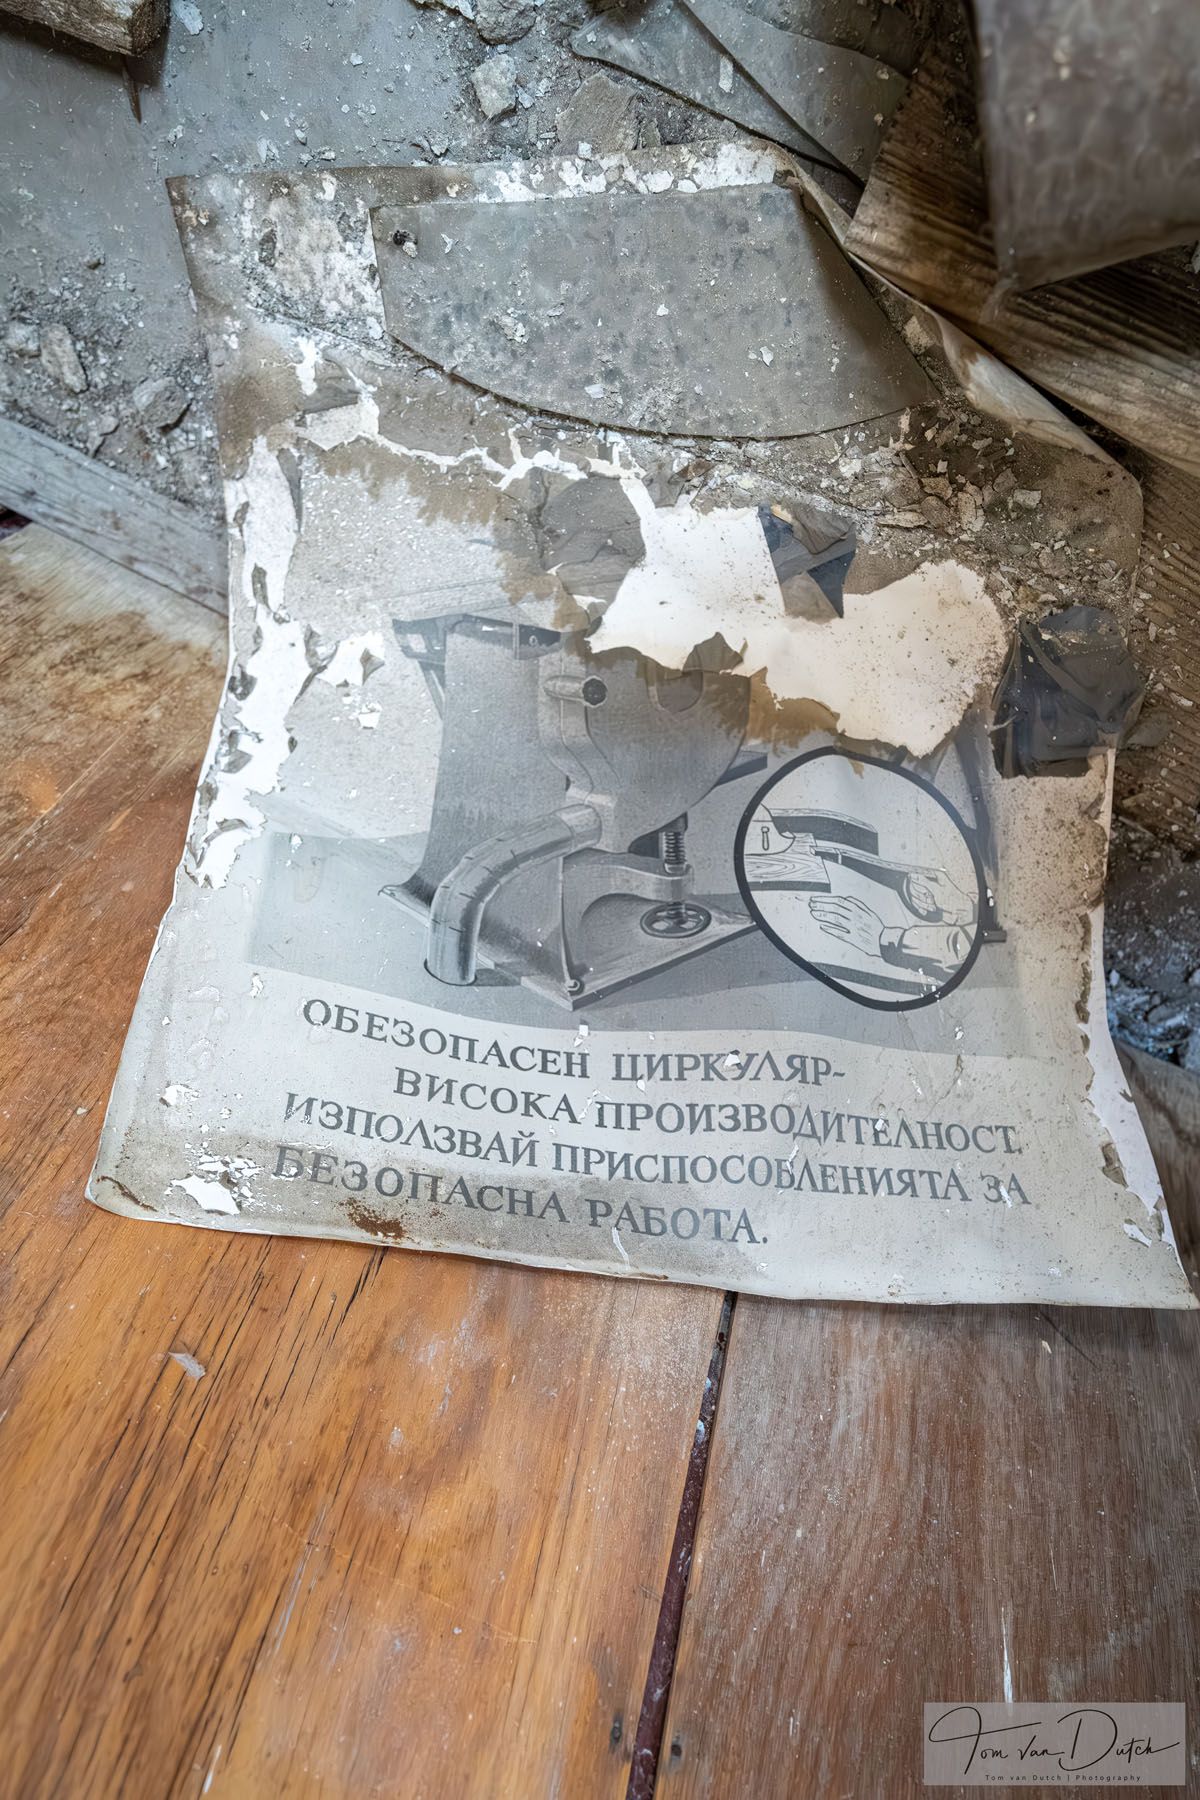 ОБЕЗОПАСЕН ЦИРКУЛЯР-
ВИСОКА ПРОИЗВОДИТЕЛНОСТ.
ИЗПОЛЗВАЙ ПРИСПОСОБЛЕНИЯТА ЗА
БЕЗОПАСНА РАБОТА.
Tom van Dutch
Tom van Dutch | Photography